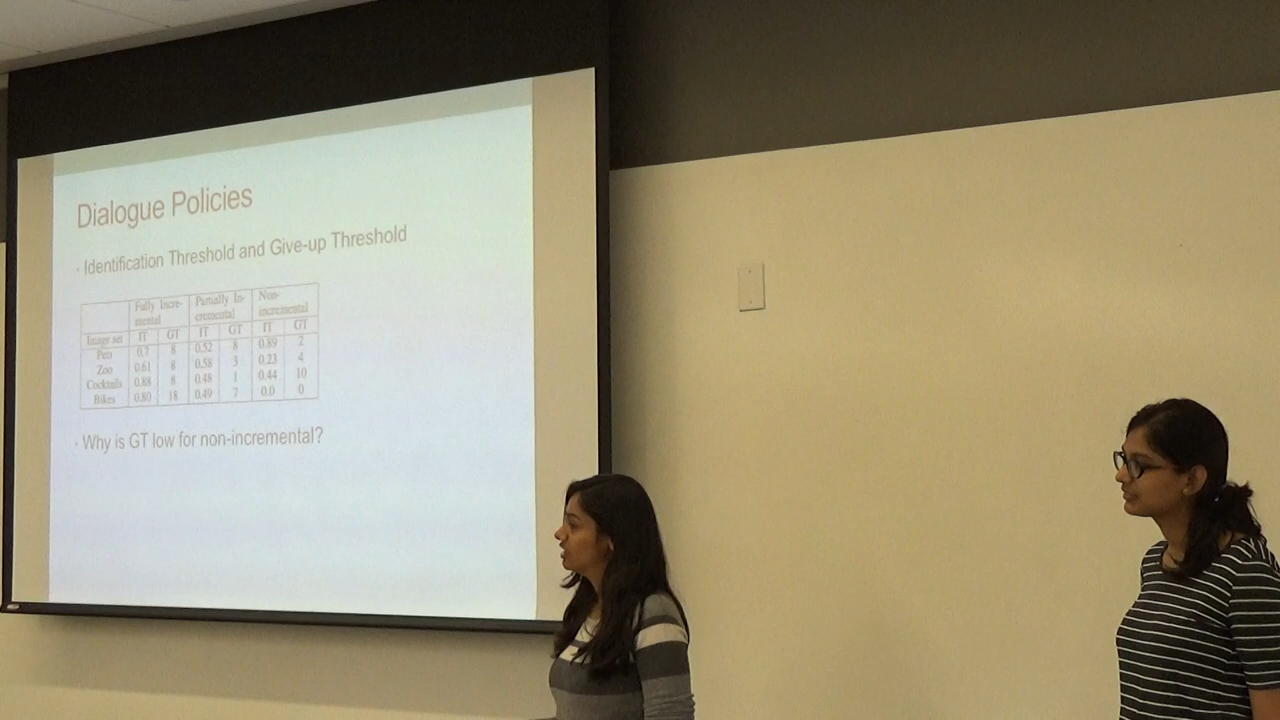 Dialogue Policies
· Identification Threshold and Give-up Threshold
Fully Incre- Partially In- Non-
mental cremental incremental
Image set IT GT IT GT IT GT
Pets 0.7 8 0.52 8 0.89 2
Zoo 0.61 8 0.58 3 0.23 4
Cocktails 0.88 8 0.48 1 0.44 10
Bikes 0.80 18 0.49 7 0.0 0
· Why is GT low for non-incremental?